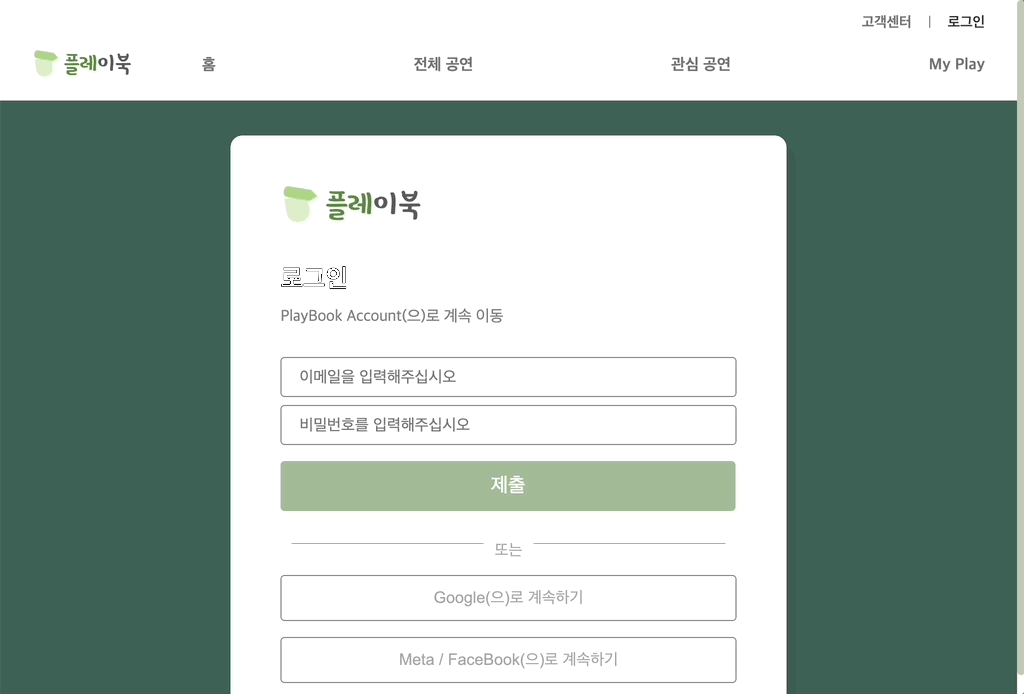 고객센터 | 로그인
플레이북 홈 전체 공연 관심 공연 My Play
플레이북
로그인
PlayBook Account(으)로 계속 이동
이메일을 입력해주십시오
비밀번호를 입력해주십시오
제출
또는
Google(으)로 계속하기
Meta / FaceBook(으)로 계속하기